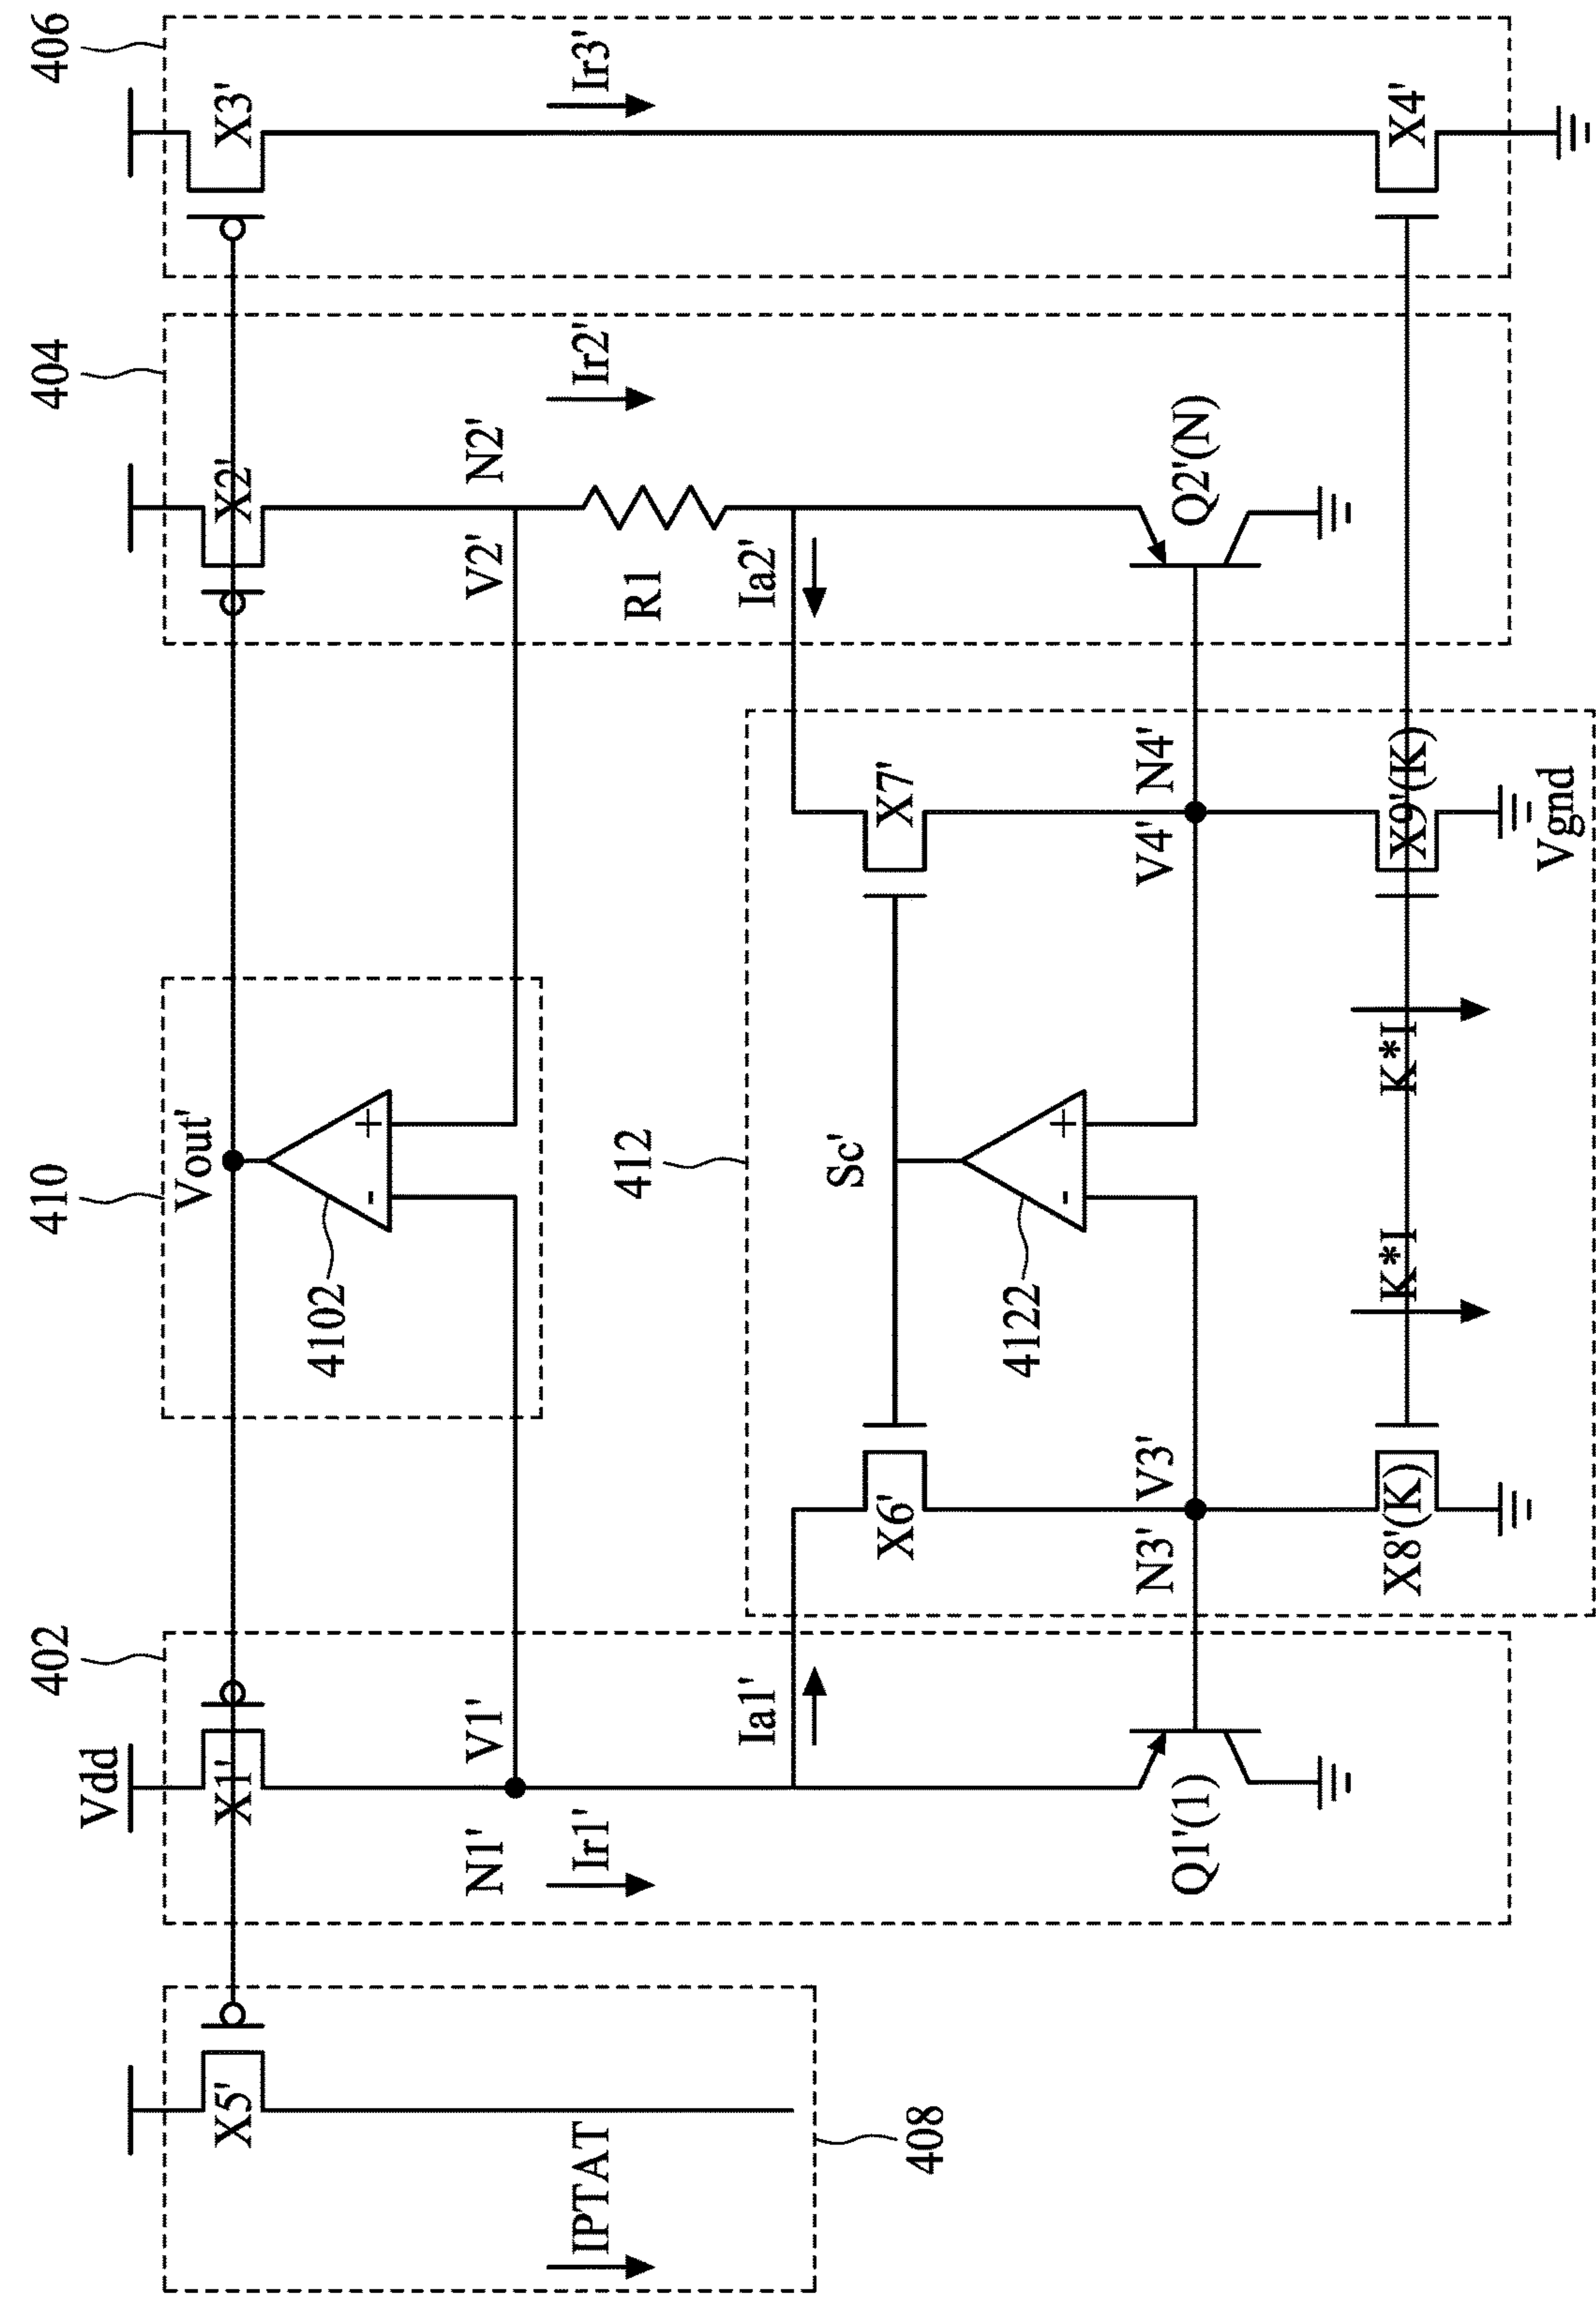 406
404
410
402
Vdd
X3'
X2'
Vout'
X1'
X5'
4102
+
-
Ir3'
Ir2'
N2'
V2'
V1'
N1'
Ir1'
IPTAT
R1
412
Ia2'
Ia1'
Sc'
X7'
X6'
408
4122
+
-
Q2'(N)
N4'
V4'
V3'
N3'
Q1'(1)
X4'
X9'(K)
K*I
K*I
X8'(K)
Vgnd